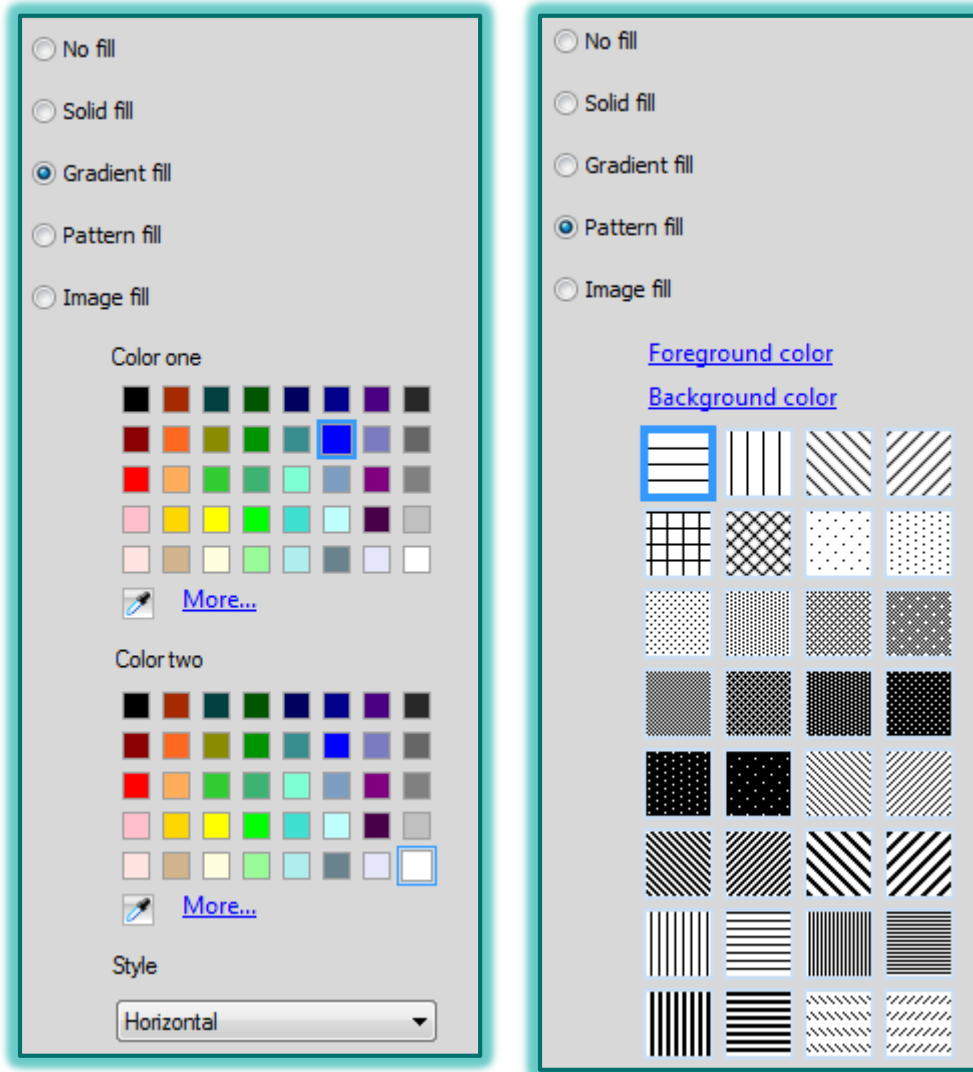 No fill
Solid fill
Gradient fill
Pattern fill
Image fill
Color one
More...
Color two
More...
Style
Horizontal
No fill
Solid fill
Gradient fill
Pattern fill
Image fill
Foreground color
Background color